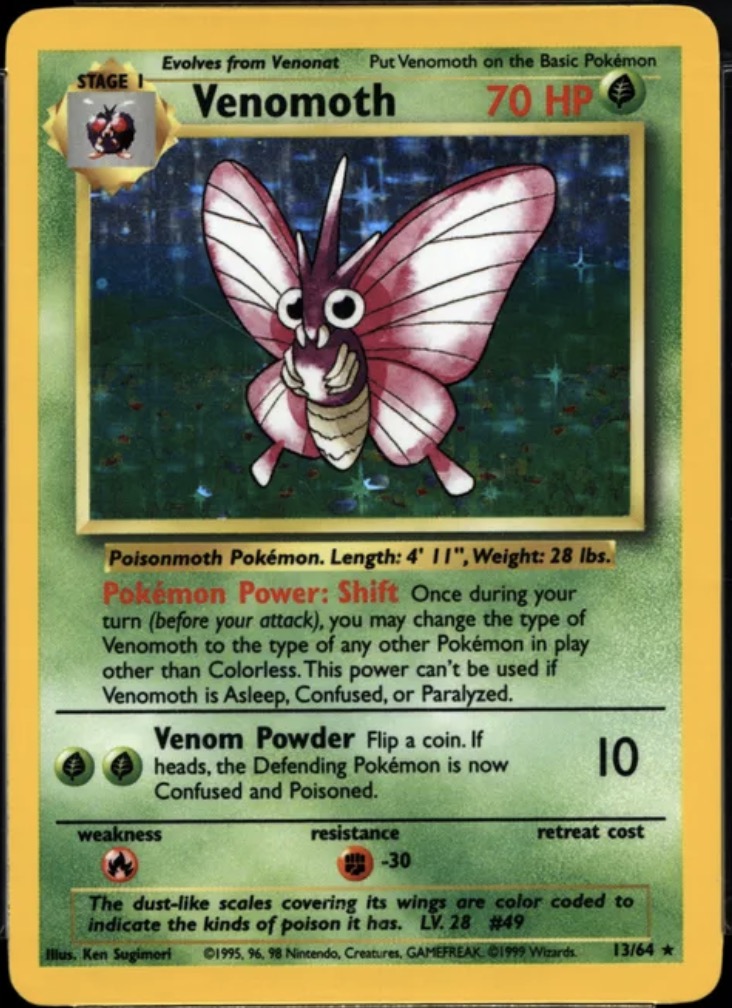 Evolves from Venonat Put Venomoth on the Basic Pokémon
STAGE 1
Venomoth 70 HP
Poisonmoth Pokémon. Length: 4' 11", Weight: 28 lbs.
Pokémon Power: Shift Once during your
turn (before your attack), you may change the type of
Venomoth to the type of any other Pokémon in play
other than Colorless. This power can't be used if
Venomoth is Asleep, Confused, or Paralyzed.
Venom Powder Flip a coin. If
heads, the Defending Pokémon is now
Confused and Poisoned.
10
weakness resistance retreat cost
-30
The dust-like scales covering its wings are color coded to
indicate the kinds of poison it has. LV. 28 #49
Illus. Ken Sugimori ©1995, 96, 98 Nintendo, Creatures, GAMEFREAK. ©1999 Wizards. 13/64 ★